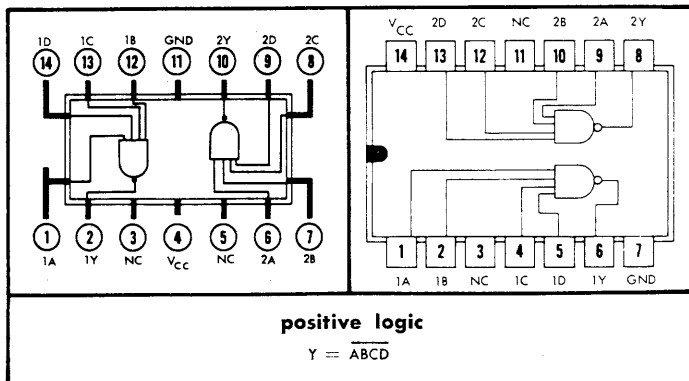 1D 1C 1B GND 2Y 2D 2C
14 13 12 11 10 9 8
1 2 3 4 5 6 7
1A 1Y NC VCC NC 2A 2B
VCC 2D 2C NC 2B 2A 2Y
14 13 12 11 10 9 8
1 2 3 4 5 6 7
1A 1B NC 1C 1D 1Y GND
positive logic
Y = A̅B̅C̅D̅